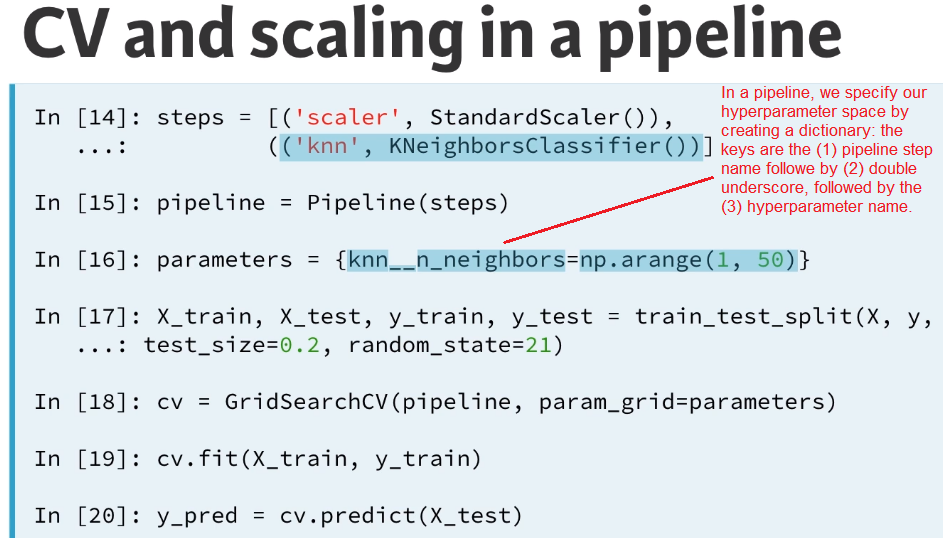 CV and scaling in a pipeline
In [14]: steps = [('scaler', StandardScaler()),
...: (('knn', KNeighborsClassifier())]
In [15]: pipeline = Pipeline(steps)
In [16]: parameters = {knn__n_neighbors=np.arange(1, 50)}
In [17]: X_train, X_test, y_train, y_test = train_test_split(X, y,
...: test_size=0.2, random_state=21)
In [18]: cv = GridSearchCV(pipeline, param_grid=parameters)
In [19]: cv.fit(X_train, y_train)
In [20]: y_pred = cv.predict(X_test)
In a pipeline, we specify our
hyperparameter space by
creating a dictionary: the
keys are the (1) pipeline step
name followe by (2) double
underscore, followed by the
(3) hyperparameter name.